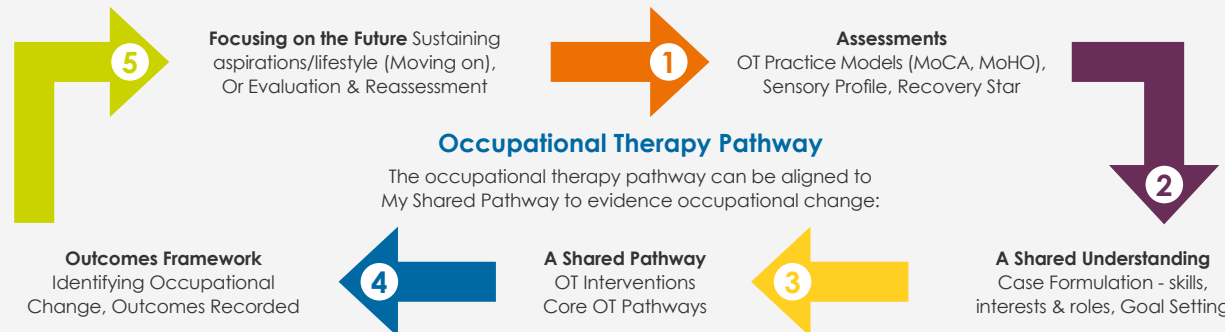 5
Focusing on the Future Sustaining
aspirations/lifestyle (Moving on),
Or Evaluation & Reassessment
1
Assessments
OT Practice Models (MoCA, MoHO),
Sensory Profile, Recovery Star
Occupational Therapy Pathway
The occupational therapy pathway can be aligned to
My Shared Pathway to evidence occupational change:
2
A Shared Understanding
Case Formulation - skills,
interests & roles, Goal Setting
3
A Shared Pathway
OT Interventions
Core OT Pathways
4
Outcomes Framework
Identifying Occupational
Change, Outcomes Recorded